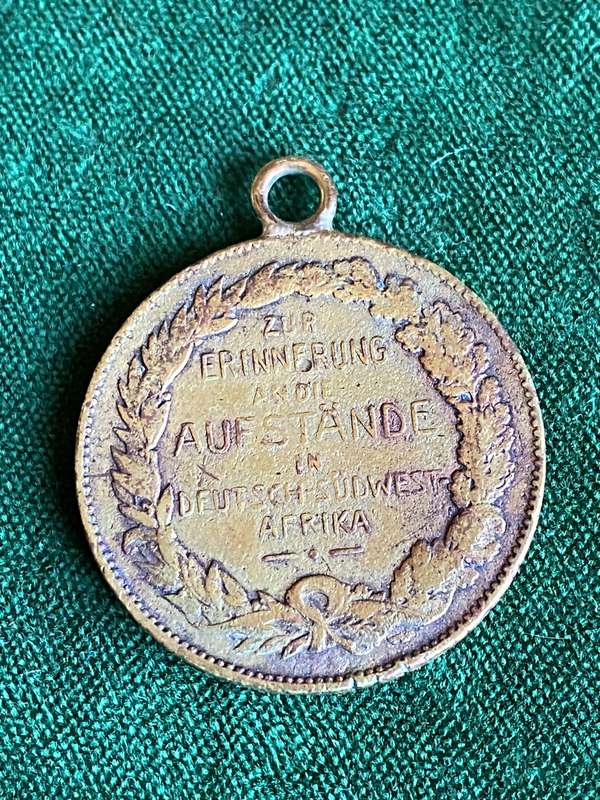 ZUR
ERINNERUNG
AN DIE
AUFSTÄNDE
IN
DEUTSCH-SÜDWEST-
AFRIKA